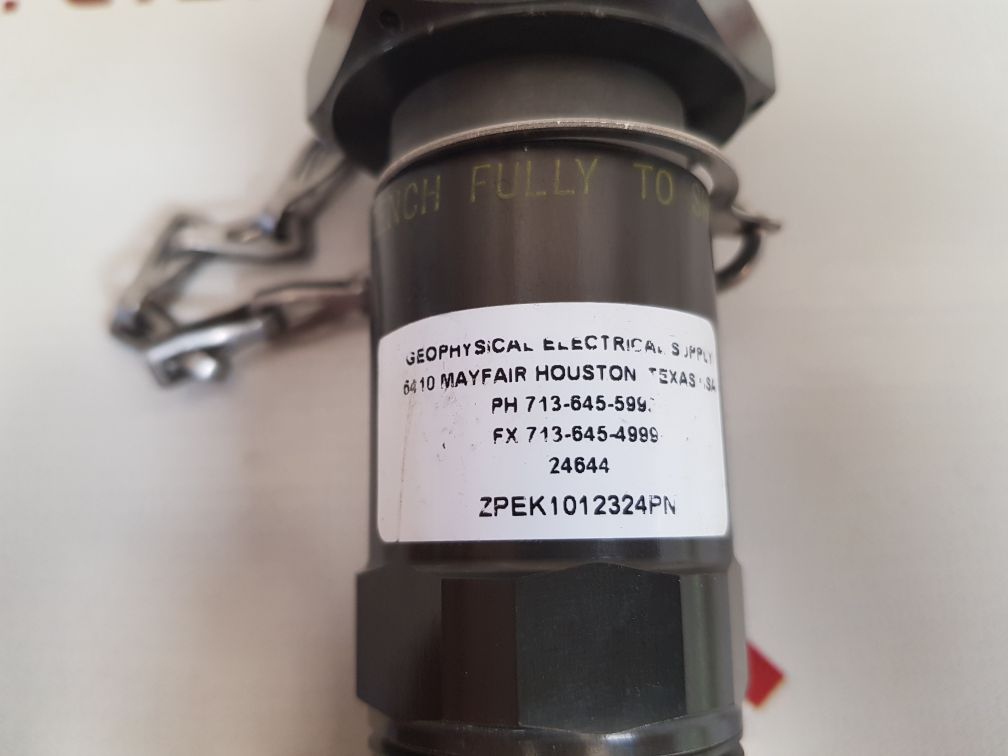 FULLY TO
GEOPHYSICAL ELECTRICAL SUPPLY
6410 MAYFAIR HOUSTON TEXAS
PH 713-645-599
FX 713-645-4999
24644
ZPEK1012324PN